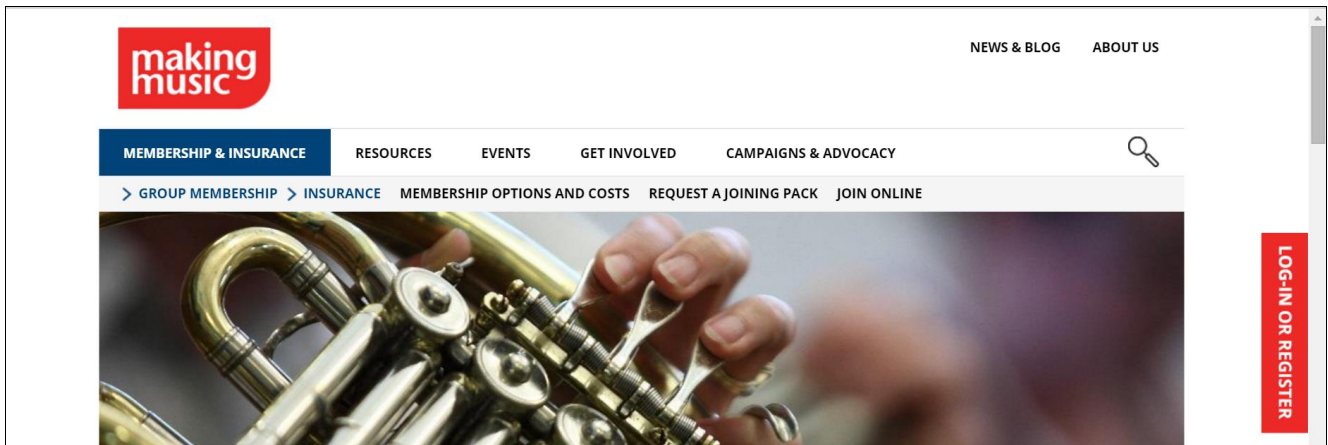 making
music
NEWS & BLOG ABOUT US
MEMBERSHIP & INSURANCE RESOURCES EVENTS GET INVOLVED CAMPAIGNS & ADVOCACY
GROUP MEMBERSHIP INSURANCE MEMBERSHIP OPTIONS AND COSTS REQUEST A JOINING PACK JOIN ONLINE
LOG-IN OR REGISTER